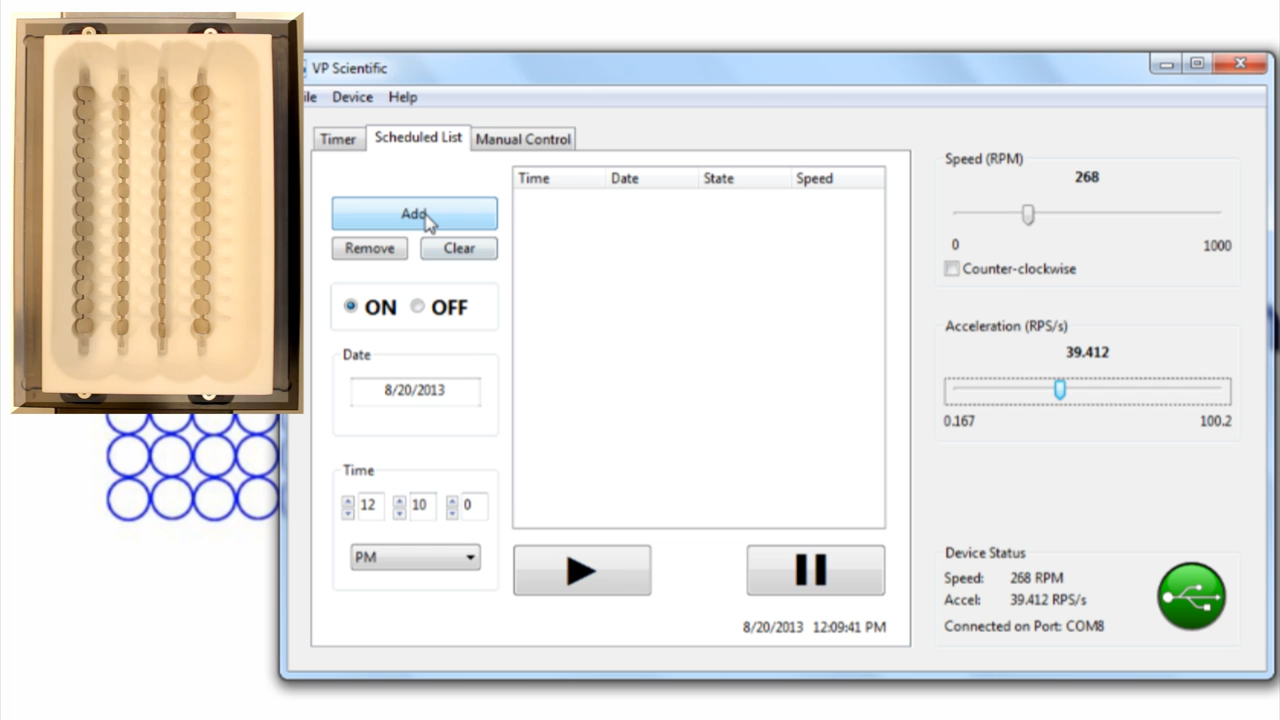 VP Scientific
ile Device Help
Timer Scheduled List Manual Control
Time Date State Speed
Add
Remove Clear
ON OFF
Date
8/20/2013
Time
12 10 0
PM
8/20/2013 12:09:41 PM
Speed (RPM)
268
0 1000
Counter-clockwise
Acceleration (RPS/s)
39.412
0.167 100.2
Device Status
Speed: 268 RPM
Accel: 39.412 RPS/s
Connected on Port: COM8